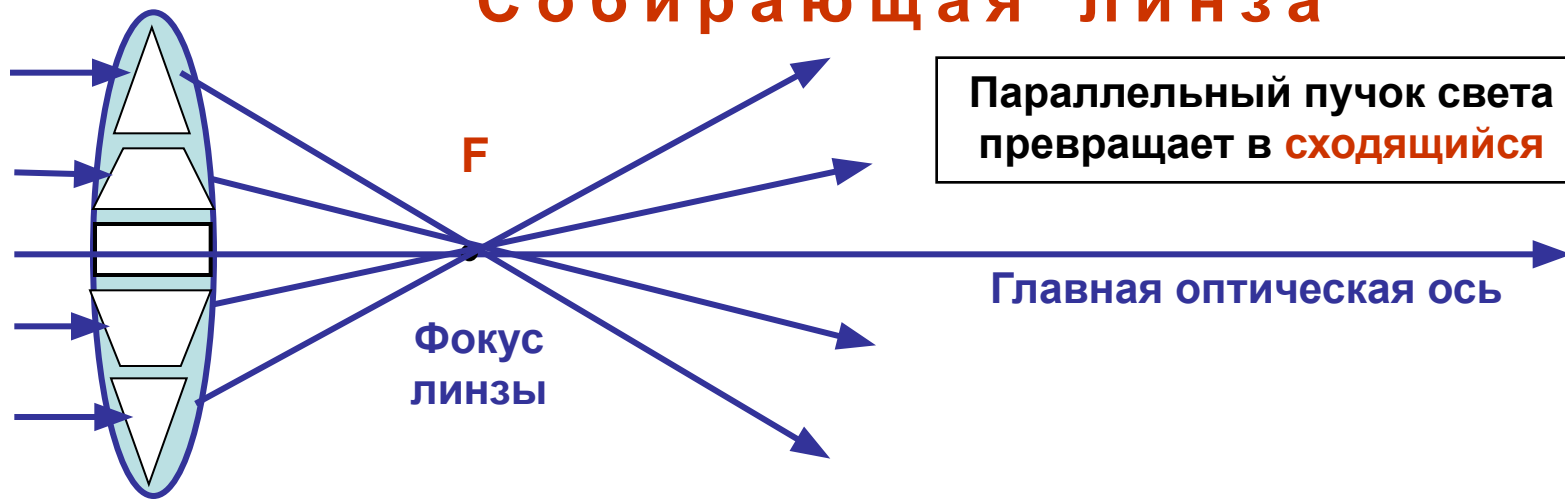 Собирающая линза
Параллельный пучок света
превращает в сходящийся
F
Главная оптическая ось
Фокус
линзы